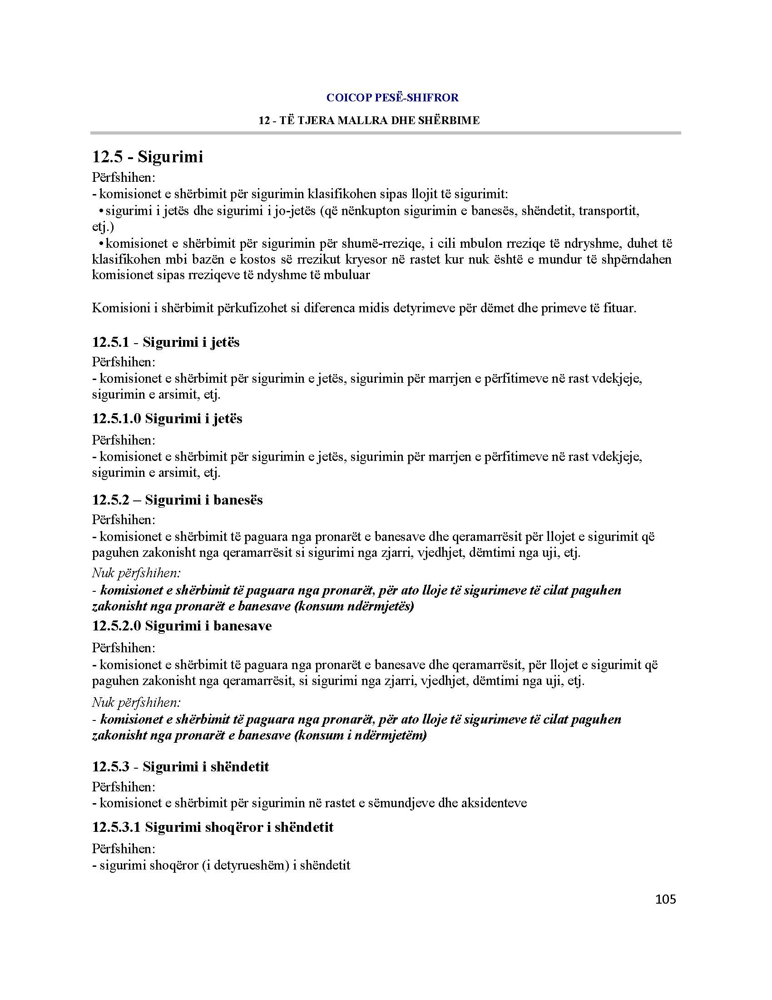 COICOP PESË-SHIFROR
12 - TË TJERA MALLRA DHE SHËRBIME
12.5 - Sigurimi
Përfshihen:
- komisionet e shërbimit për sigurimin klasifikohen sipas llojit të sigurimit:
• sigurimi i jetës dhe sigurimi i jo-jetës (që nënkupton sigurimin e banesës, shëndetit, transportit,
etj.)
• komisionet e shërbimit për sigurimin për shumë-rreziqe, i cili mbulon rreziqe të ndryshme, duhet të
klasifikohen mbi bazën e kostos së rrezikut kryesor në rastet kur nuk është e mundur të shpërndahen
komisionet sipas rreziqeve të ndyshme të mbuluar
Komisioni i shërbimit përkufizohet si diferenca midis detyrimeve për dëmet dhe primeve të fituar.
12.5.1 - Sigurimi i jetës
Përfshihen:
- komisionet e shërbimit për sigurimin e jetës, sigurimin për marrjen e përfitimeve në rast vdekjeje,
sigurimin e arsimit, etj.
12.5.1.0 Sigurimi i jetës
Përfshihen:
- komisionet e shërbimit për sigurimin e jetës, sigurimin për marrjen e përfitimeve në rast vdekjeje,
sigurimin e arsimit, etj.
12.5.2 – Sigurimi i banesës
Përfshihen:
- komisionet e shërbimit të paguara nga pronarët e banesave dhe qeramarrësit për llojet e sigurimit që
paguhen zakonisht nga qeramarrësit si sigurimi nga zjarri, vjedhjet, dëmtimi nga uji, etj.
Nuk përfshihen:
- komisionet e shërbimit të paguara nga pronarët, për ato lloje të sigurimeve të cilat paguhen
zakonisht nga pronarët e banesave (konsum ndërmjetës)
12.5.2.0 Sigurimi i banesave
Përfshihen:
- komisionet e shërbimit të paguara nga pronarët e banesave dhe qeramarrësit, për llojet e sigurimit që
paguhen zakonisht nga qeramarrësit, si sigurimi nga zjarri, vjedhjet, dëmtimi nga uji, etj.
Nuk përfshihen:
- komisionet e shërbimit të paguara nga pronarët, për ato lloje të sigurimeve të cilat paguhen
zakonisht nga pronarët e banesave (konsum i ndërmjetëm)
12.5.3 - Sigurimi i shëndetit
Përfshihen:
- komisionet e shërbimit për sigurimin në rastet e sëmundjeve dhe aksidenteve
12.5.3.1 Sigurimi shoqëror i shëndetit
Përfshihen:
- sigurimi shoqëror (i detyrueshëm) i shëndetit
105